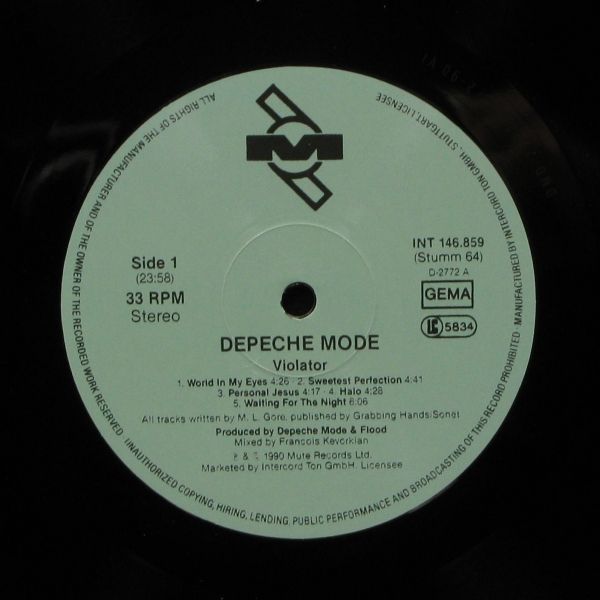 M
Side 1
(23:58)
33 RPM
Stereo
INT 146.859
(Stumm 64)
D-2772 A
GEMA
LC 5834
DEPECHE MODE
Violator
1. World In My Eyes 4:26 · 2. Sweetest Perfection 4:41
3. Personal Jesus 4:17 · 4. Halo 4:28
5. Waiting For The Night 6:06
All tracks written by M. L. Gore, published by Grabbing Hands/Sonet
Produced by Depeche Mode & Flood
Mixed by Francois Kevorkian
℗ & © 1990 Mute Records Ltd.
Marketed by Intercord Ton GmbH. Licensee
ALL RIGHTS OF THE MANUFACTURER AND OF THE OWNER OF THE RECORDED WORK RESERVED · UNAUTHORIZED COPYING, HIRING, LENDING, PUBLIC PERFORMANCE AND BROADCASTING OF THIS RECORD PROHIBITED · MANUFACTURED BY INTERCORD TON GMBH, STUTTGART, LICENSEE